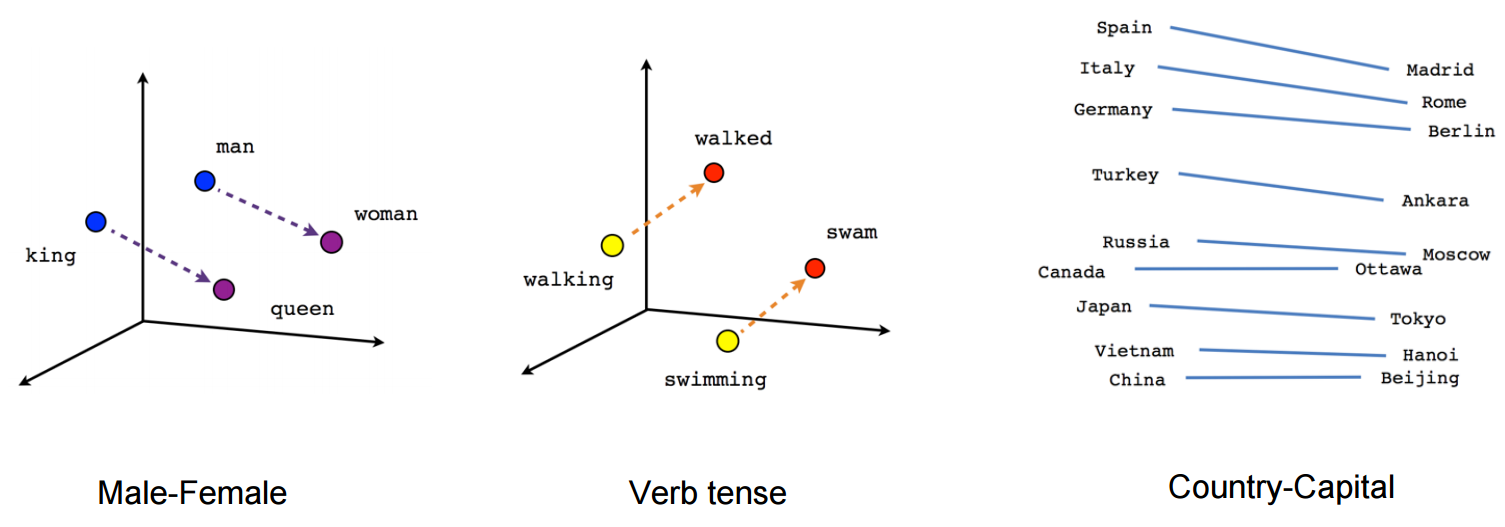 man
woman
king
queen
Male-Female
walked
swam
walking
swimming
Verb tense
Spain
Madrid
Italy
Rome
Germany
Berlin
Turkey
Ankara
Russia
Moscow
Canada
Ottawa
Japan
Tokyo
Vietnam
Hanoi
China
Beijing
Country-Capital